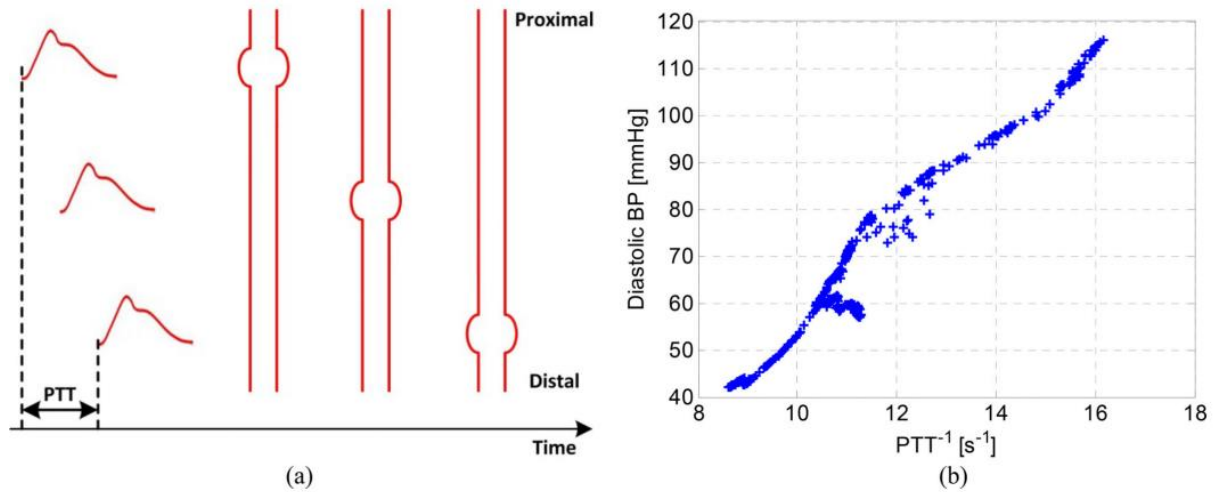 Proximal
Distal
PTT
Time
(a)
120
110
100
90
80
70
60
50
40
Diastolic BP [mmHg]
8 10 12 14 16 18
PTT⁻¹ [s⁻¹]
(b)